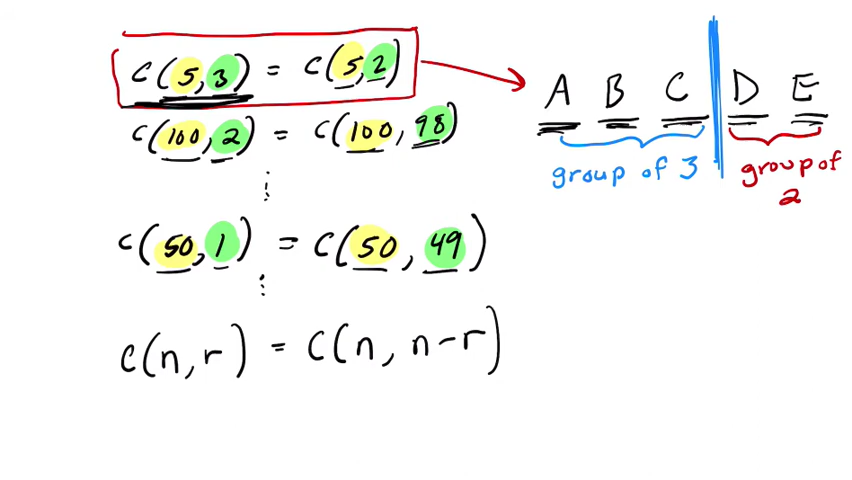 C(5,3) = C(5,2)
C(100,2) = C(100,98)
⋮
C(50,1) = C(50,49)
⋮
C(n,r) = C(n,n-r)
A B C D E
group of 3
group of
2